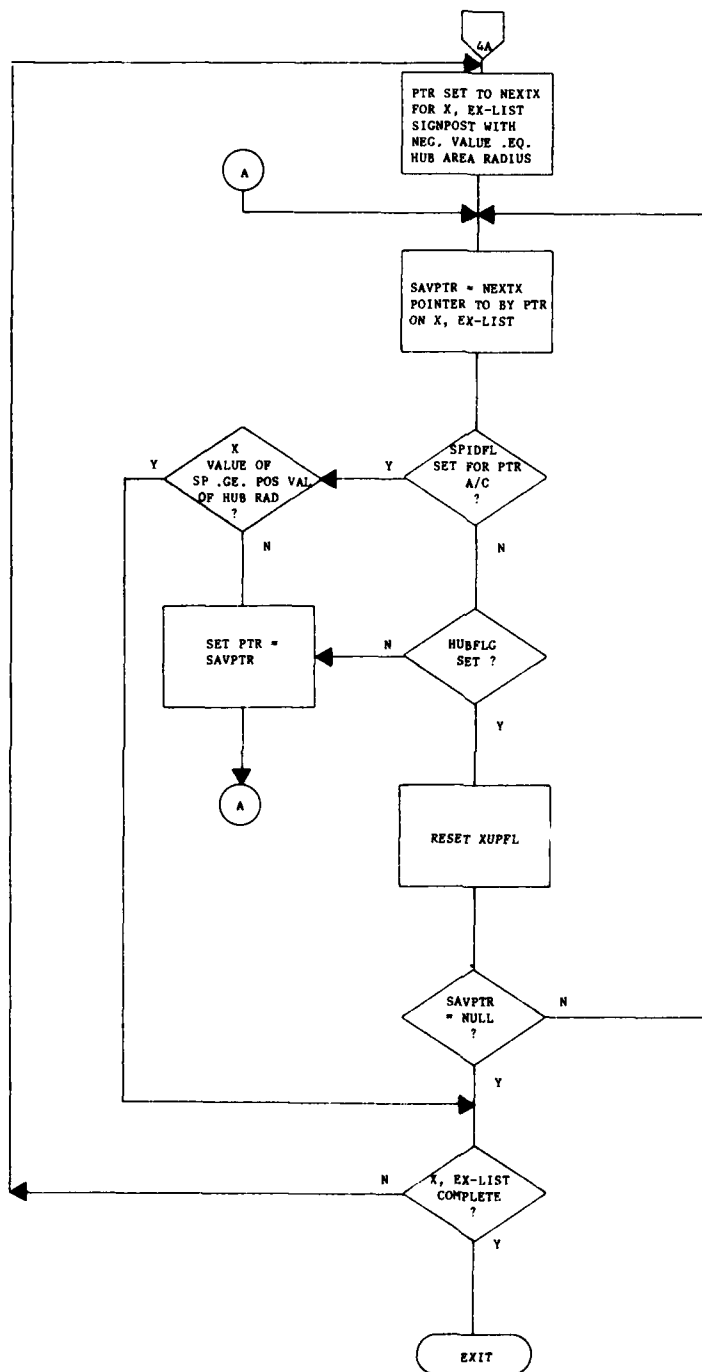 4A
PTR SET TO NEXTX
FOR X, EX-LIST
SIGNPOST WITH
NEG. VALUE .EQ.
HUB AREA RADIUS
A
SAVPTR = NEXTX
POINTER TO BY PTR
ON X, EX-LIST
X
VALUE OF
SP .GE. POS VAL
OF HUB RAD
?
Y
N
SPIDFL
SET FOR PTR
A/C
?
Y
N
SET PTR =
SAVPTR
HUBFLG
SET ?
N
Y
A
RESET XUPFL
SAVPTR
= NULL
?
N
Y
X, EX-LIST
COMPLETE
?
N
Y
EXIT